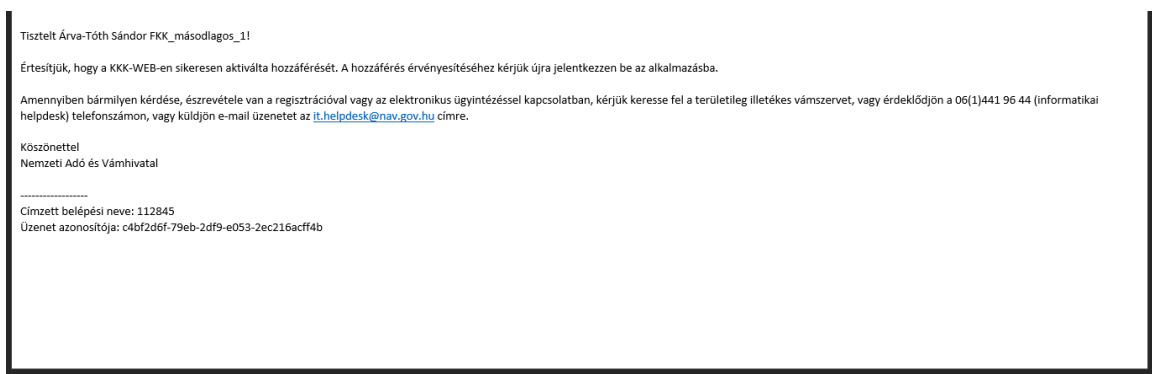 Tisztelt Árva-Tóth Sándor FKK_másodlagos_1!
Értesítjük, hogy a KKK-WEB-en sikeresen aktiválta hozzáférését. A hozzáférés érvényesítéséhez kérjük újra jelentkezzen be az alkalmazásba.
Amennyiben bármilyen kérdése, észrevétele van a regisztrációval vagy az elektronikus ügyintézéssel kapcsolatban, kérjük keresse fel a területileg illetékes vámszervet, vagy érdeklődjön a 06(1)441 96 44 (informatikai
helpdesk) telefonszámon, vagy küldjön e-mail üzenetet az it.helpdesk@nav.gov.hu címre.
Köszönettel
Nemzeti Adó és Vámhivatal
------------------
Címzett belépési neve: 112845
Üzenet azonosítója: c4bf2d6f-79eb-2df9-e053-2ec216acff4b